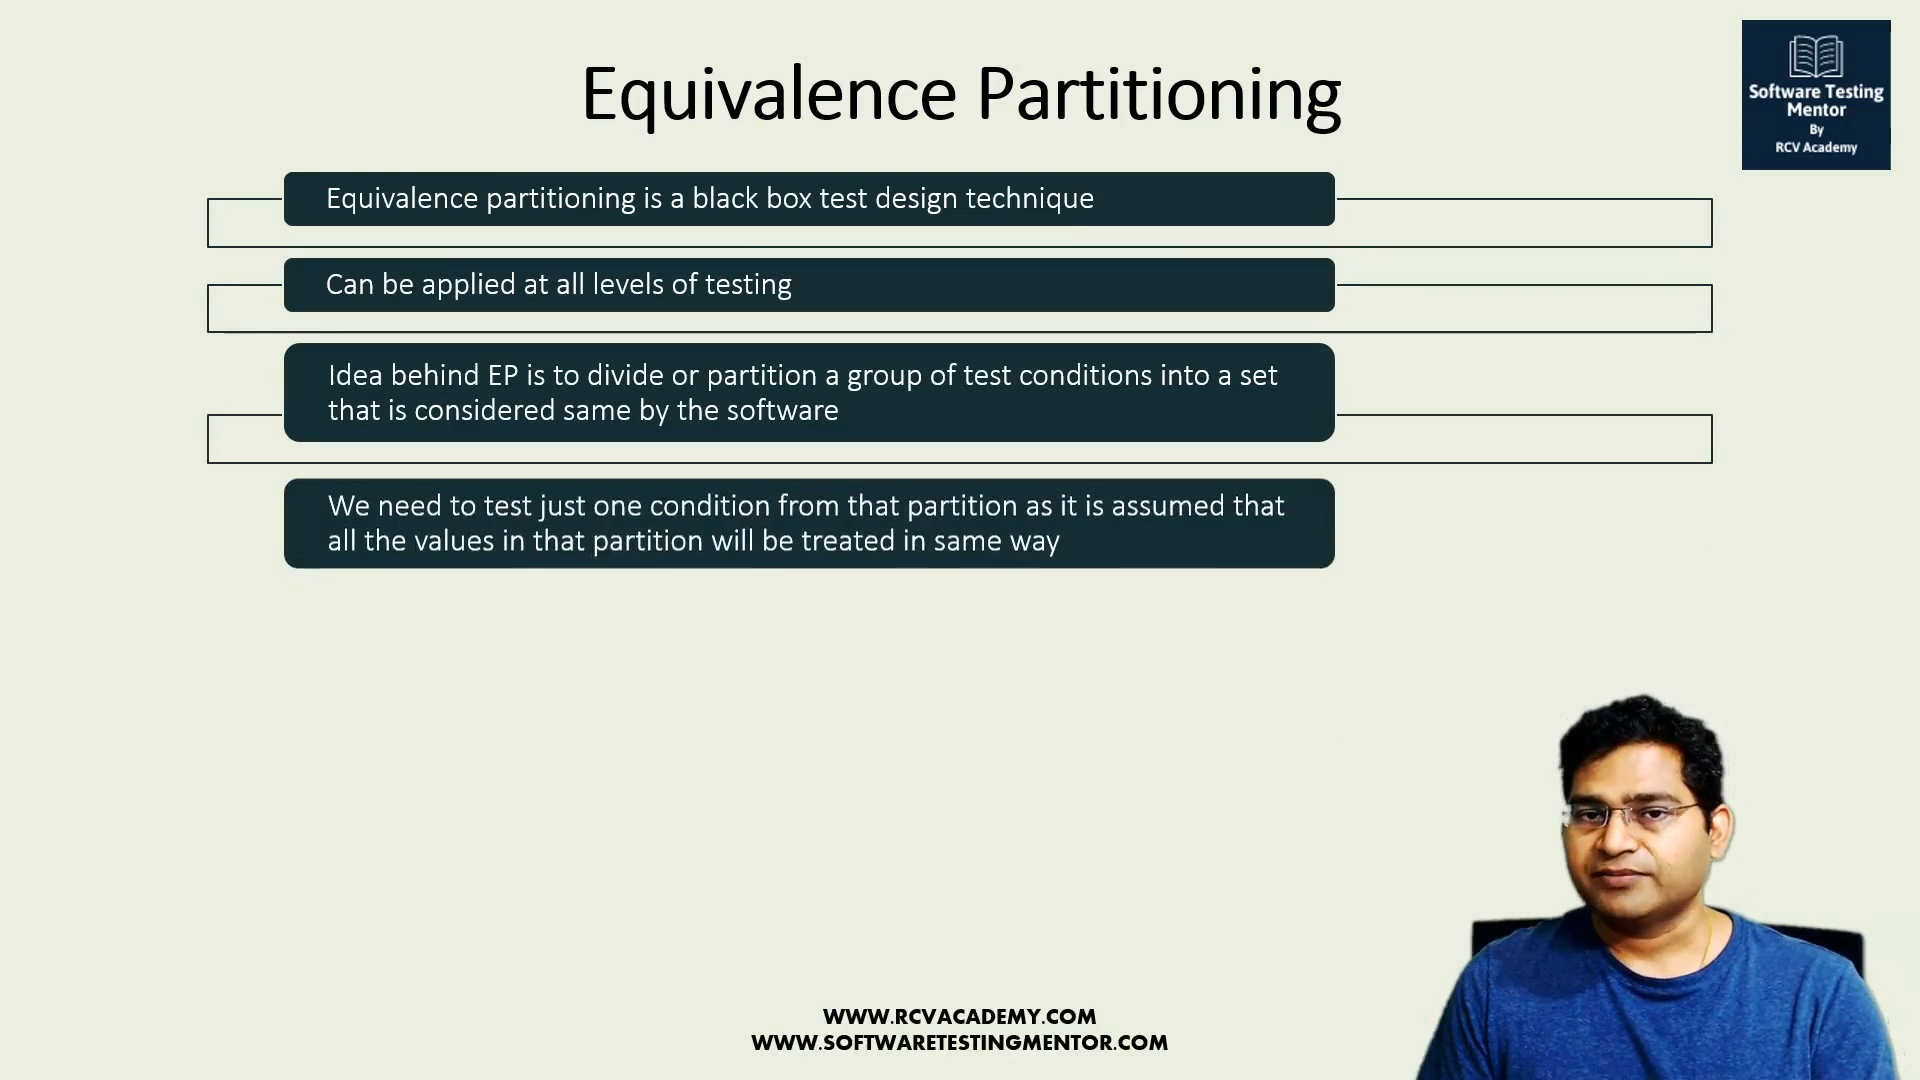 Equivalence Partitioning
Software Testing
Mentor
By
RCV Academy
Equivalence partitioning is a black box test design technique
Can be applied at all levels of testing
Idea behind EP is to divide or partition a group of test conditions into a set
that is considered same by the software
We need to test just one condition from that partition as it is assumed that
all the values in that partition will be treated in same way
WWW.RCVACADEMY.COM
WWW.SOFTWARETESTINGMENTOR.COM